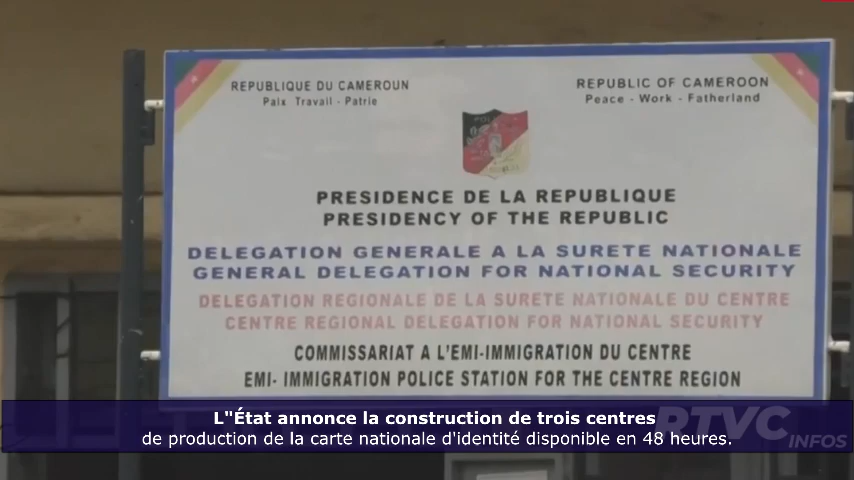 REPUBLIQUE DU CAMEROUN
Paix Travail - Patrie
REPUBLIC OF CAMEROON
Peace - Work - Fatherland
PRESIDENCE DE LA REPUBLIQUE
PRESIDENCY OF THE REPUBLIC
DELEGATION GENERALE A LA SURETE NATIONALE
GENERAL DELEGATION FOR NATIONAL SECURITY
DELEGATION REGIONALE DE LA SURETE NATIONALE DU CENTRE
CENTRE REGIONAL DELEGATION FOR NATIONAL SECURITY
COMMISSARIAT A L'EMI-IMMIGRATION DU CENTRE
EMI- IMMIGRATION POLICE STATION FOR THE CENTRE REGION
L"État annonce la construction de trois centres
de production de la carte nationale d'identité disponible en 48 heures.
RTVC
INFOS